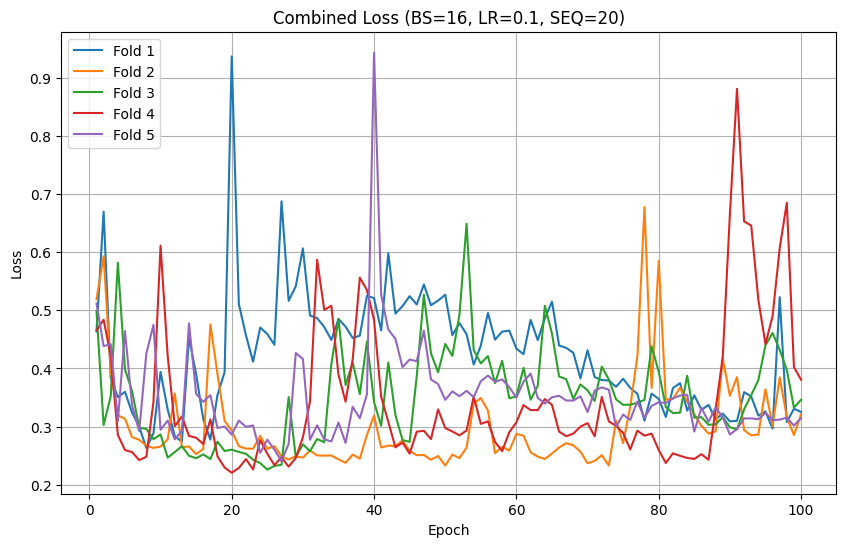 Combined Loss (BS=16, LR=0.1, SEQ=20)
Fold 1
Fold 2
Fold 3
Fold 4
Fold 5
0.9
0.8
0.7
0.6
0.5
0.4
0.3
0.2
Loss
0 20 40 60 80 100
Epoch